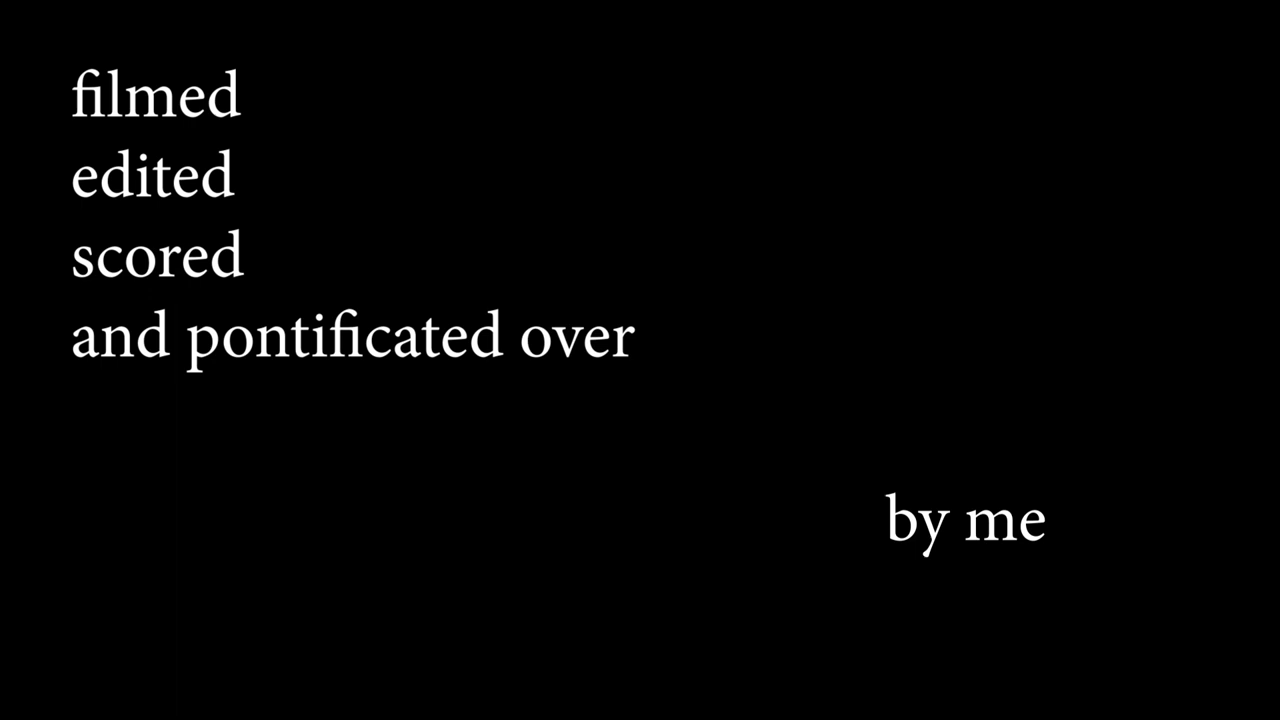 filmed
edited
scored
and pontificated over
by me